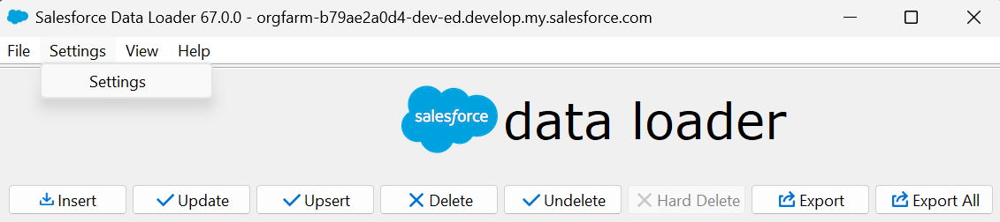 Salesforce Data Loader 67.0.0 - orgfarm-b79ae2a0d4-dev-ed.develop.my.salesforce.com
File Settings View Help
Settings
salesforce data loader
Insert Update Upsert Delete Undelete Hard Delete Export Export All